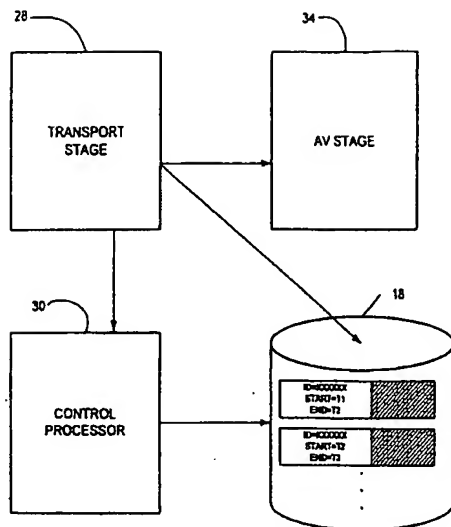 28
34
TRANSPORT
STAGE
AV STAGE
30
18
CONTROL
PROCESSOR
START=T1
END=T2
START=T2
END=T3